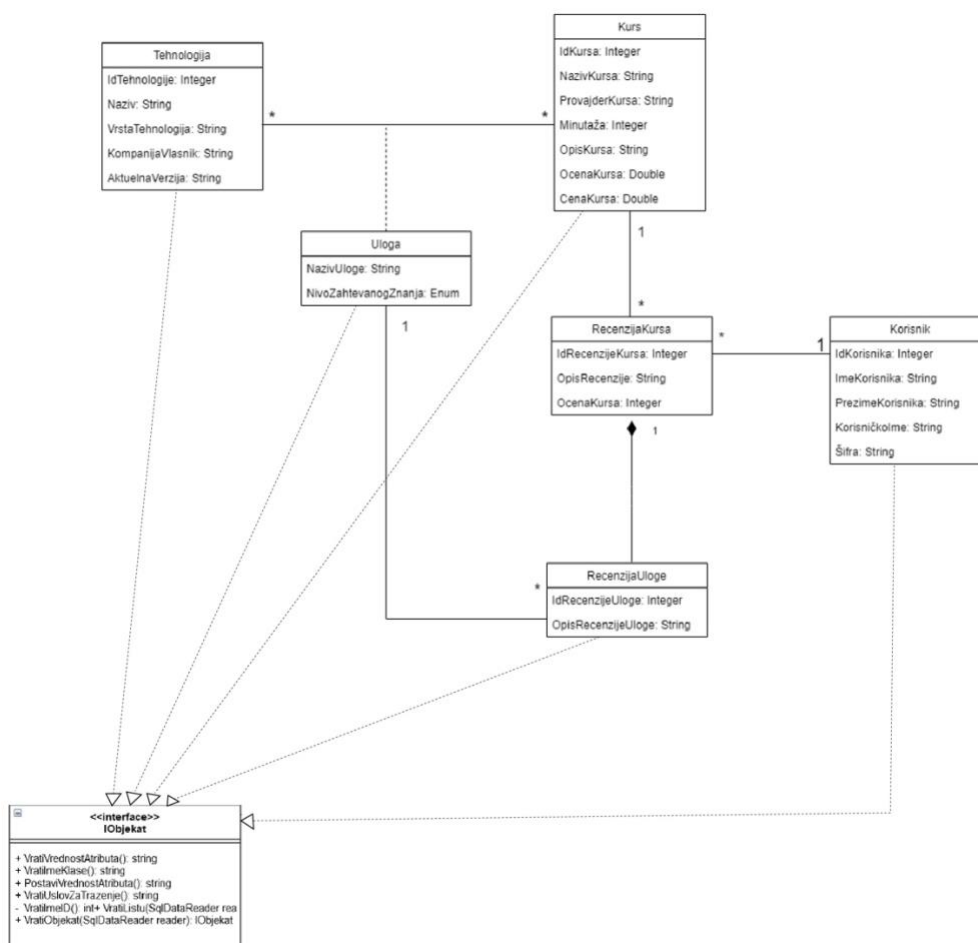 Tehnologija
IdTehnologije: Integer
Naziv: String
VrstaTehnologija: String
KompanijaVlasnik: String
AktuelnaVerzija: String
*
*
Kurs
IdKursa: Integer
NazivKursa: String
ProvajderKursa: String
Minutaža: Integer
OpisKursa: String
OcenaKursa: Double
CenaKursa: Double
1
*
Uloga
NazivUloge: String
NivoZahtevanogZnanja: Enum
1
RecenzijaKursa
IdRecenzijeKursa: Integer
OpisRecenzije: String
OcenaKursa: Integer
*
1
1
Korisnik
IdKorisnika: Integer
ImeKorisnika: String
PrezimeKorisnika: String
KorisničkoIme: String
Šifra: String
*
RecenzijaUloge
IdRecenzijeUloge: Integer
OpisRecenzijeUloge: String
<<interface>>
IObjekat
+ VratiVrednostAtributa(): string
+ VratiImeKlase(): string
+ PostaviVrednostAtributa(): string
+ VratiUslovZaTrazenje(): string
- VratiImeID(): int+ VratiListu(SqlDataReader rea
+ VratiObjekat(SqlDataReader reader): IObjekat